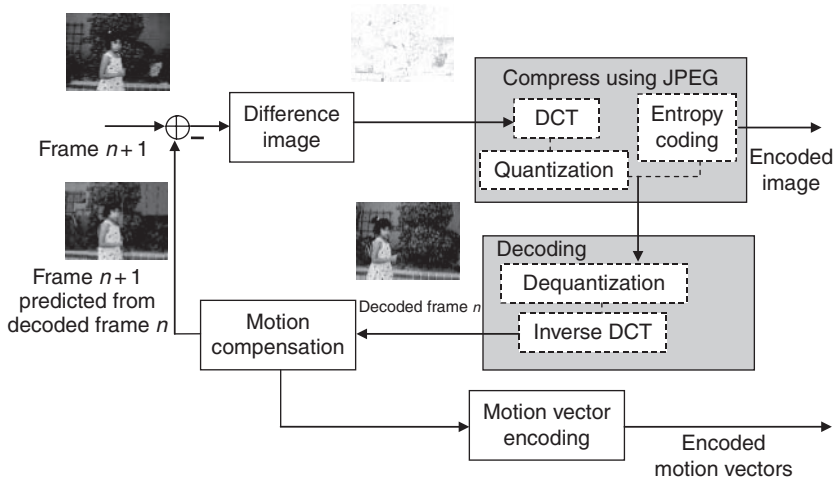 Compress using JPEG
Difference
image
DCT
Entropy
coding
Quantization
Frame n+1
−
Encoded
image
Decoding
Dequantization
Inverse DCT
Frame n+1
predicted from
decoded frame n
Motion
compensation
Decoded frame n
Motion vector
encoding
Encoded
motion vectors